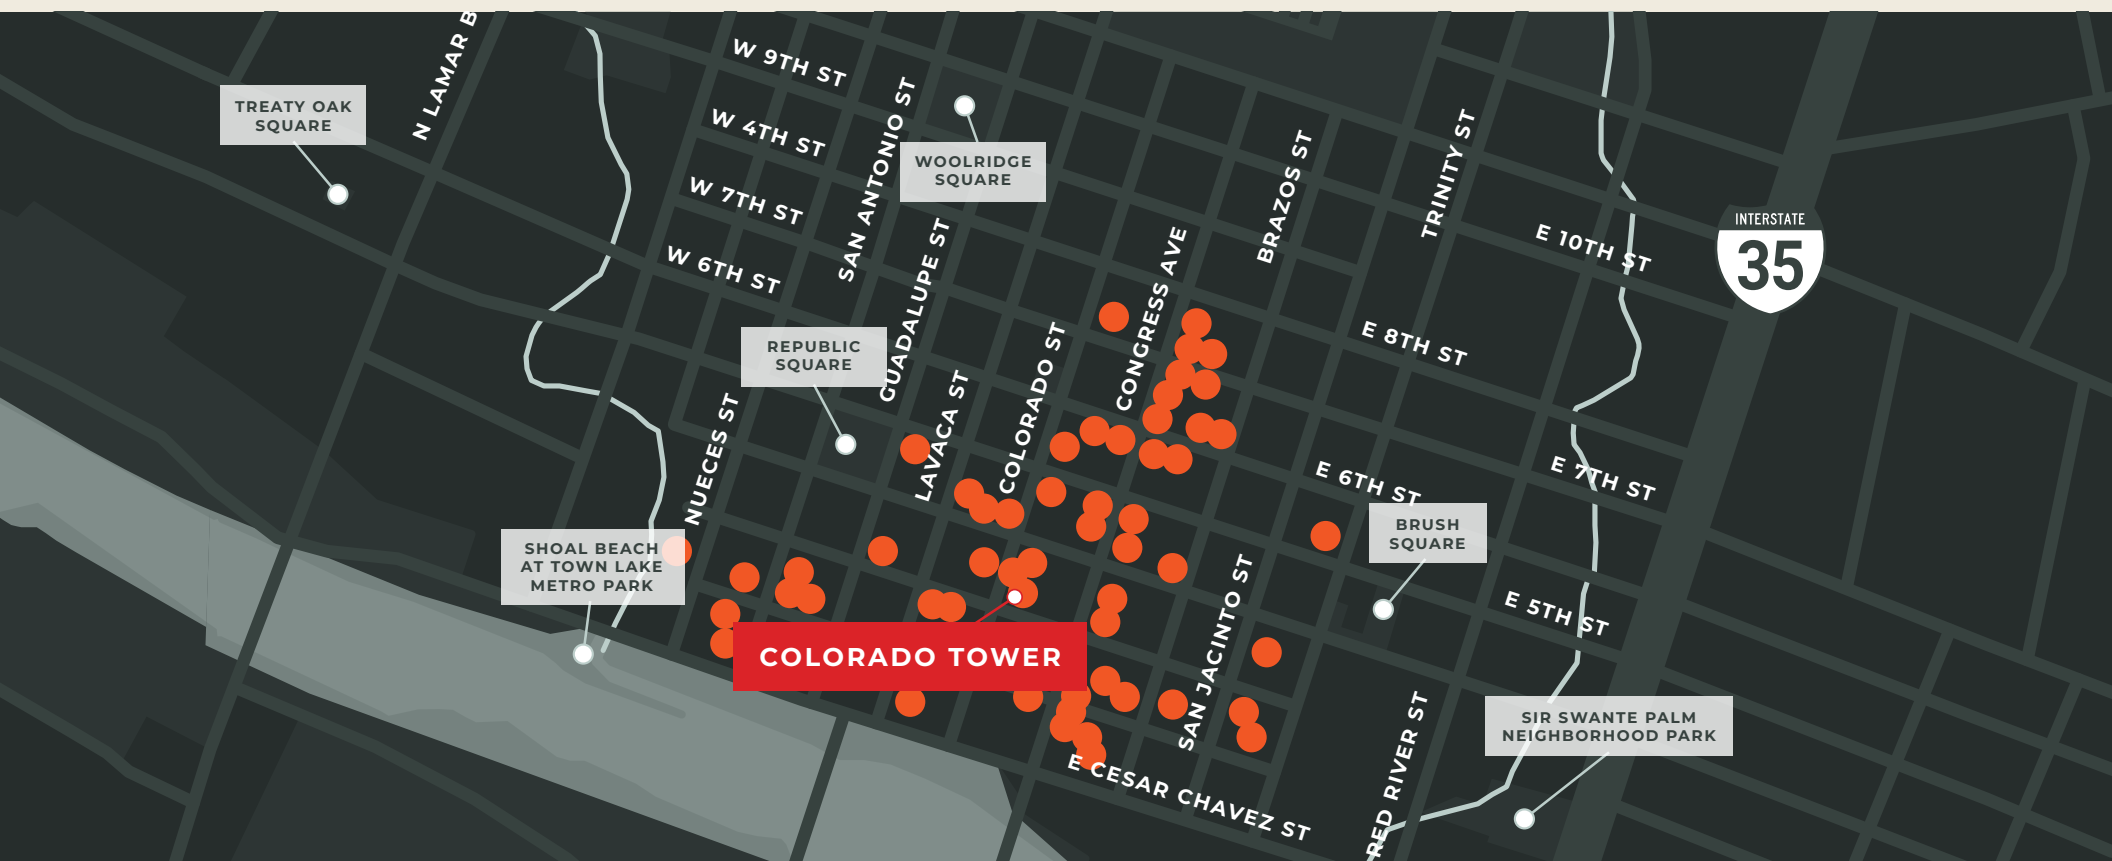 N LAMAR B
W 9TH ST
TREATY OAK
SQUARE
SAN ANTONIO ST
W 4TH ST
WOOLRIDGE
SQUARE
BRAZOS ST
TRINITY ST
W 7TH ST
INTERSTATE
35
E 10TH ST
W 6TH ST
GUADALUPE ST
CONGRESS AVE
REPUBLIC
SQUARE
COLORADO ST
E 8TH ST
LAVACA ST
NUECES ST
E 6TH ST
E 7TH ST
BRUSH
SQUARE
SHOAL BEACH
AT TOWN LAKE
METRO PARK
SAN JACINTO ST
E 5TH ST
COLORADO TOWER
RED RIVER ST
SIR SWANTE PALM
NEIGHBORHOOD PARK
E CESAR CHAVEZ ST